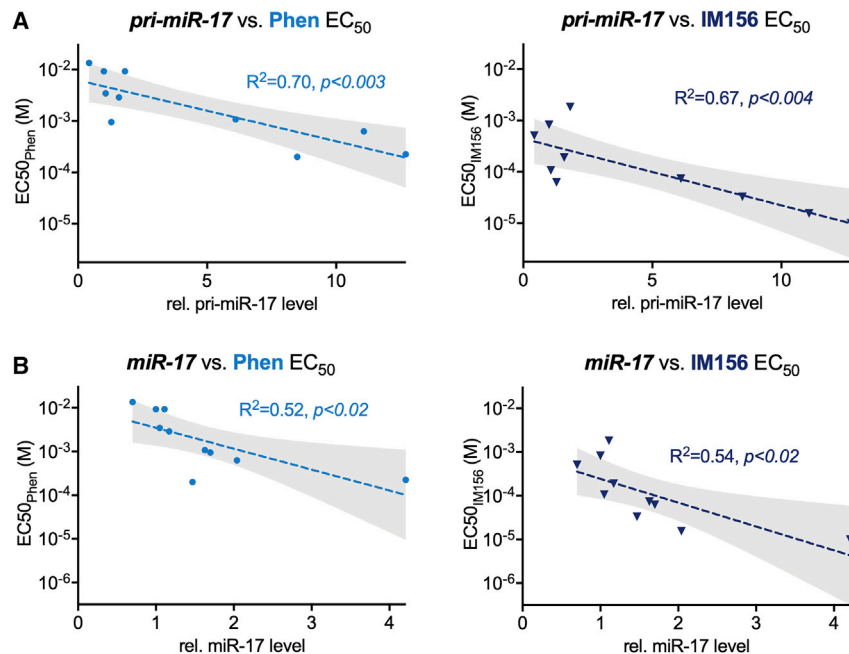 A
pri-miR-17 vs. Phen EC50
R2=0.70, p<0.003
EC50Phen (M)
10-2
10-3
10-4
10-5
0 5 10
rel. pri-miR-17 level
pri-miR-17 vs. IM156 EC50
R2=0.67, p<0.004
EC50IM156 (M)
10-2
10-3
10-4
10-5
0 5 10
rel. pri-miR-17 level
B
miR-17 vs. Phen EC50
R2=0.52, p<0.02
EC50Phen (M)
10-2
10-3
10-4
10-5
10-6
0 1 2 3 4
rel. miR-17 level
miR-17 vs. IM156 EC50
R2=0.54, p<0.02
EC50IM156 (M)
10-2
10-3
10-4
10-5
10-6
0 1 2 3 4
rel. miR-17 level